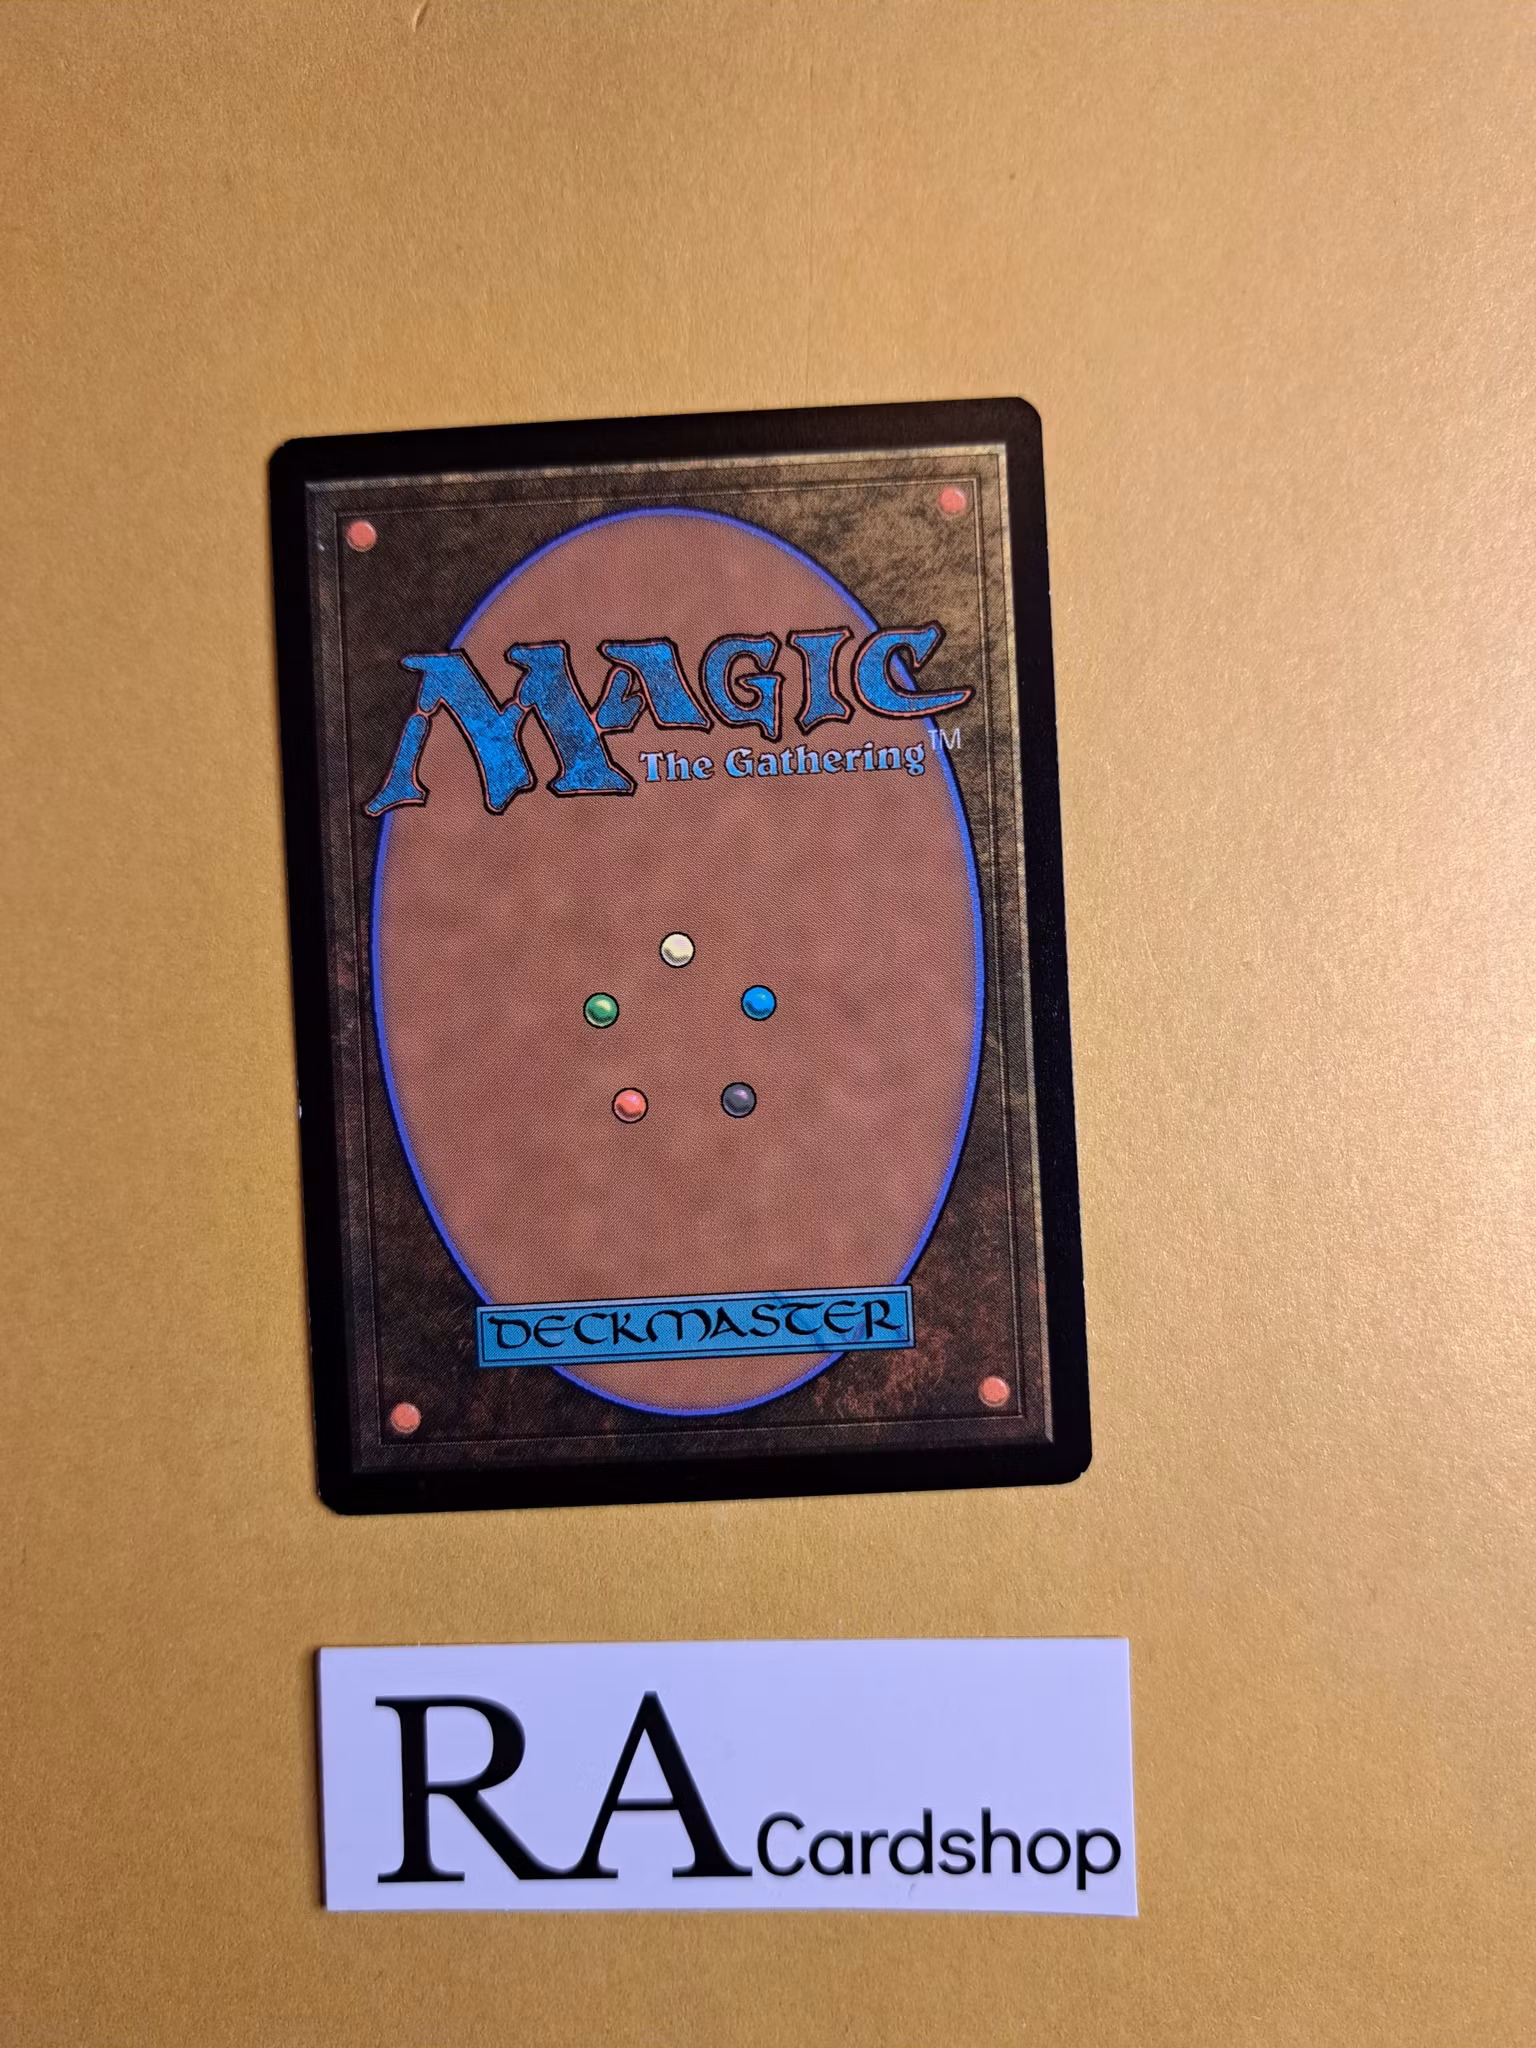 MAGIC
The Gathering™
DECKMASTER
RA Cardshop